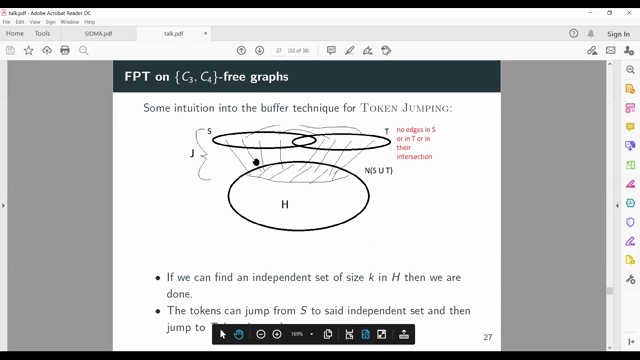 talk.pdf - Adobe Acrobat Reader DC
File Edit View Sign Window Help
Home Tools SIDMA.pdf talk.pdf × Sign In
27 (32 of 38)
FPT on {C3, C4}-free graphs
Some intuition into the buffer technique for TOKEN JUMPING:
S
T
no edges in S
or in T or in
their
intersection
J
N(S U T)
H
• If we can find an independent set of size k in H then we are
done.
• The tokens can jump from S to said independent set and then
jump to
169%
27